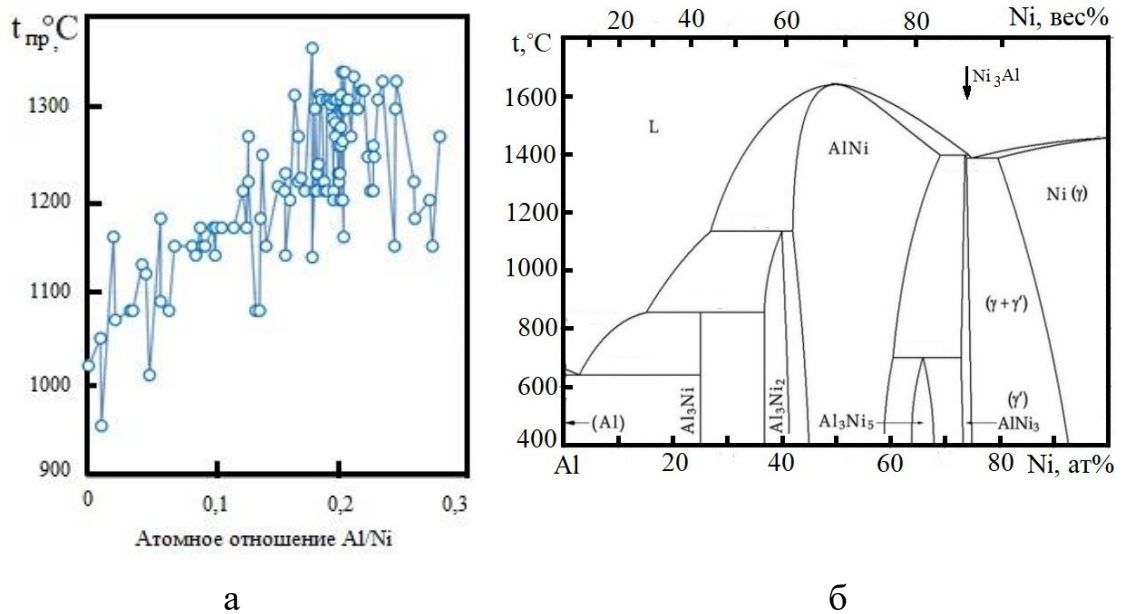 t пр,°C
1300
1200
1100
1000
900
0
0,1
0,2
0,3
Атомное отношение Al/Ni
а
20
40
60
80
Ni, вес%
t,°C
1600
1400
1200
1000
800
600
400
L
AlNi
Ni₃Al
Ni(γ)
(γ+γ′)
(γ′)
(Al)
Al₃Ni
Al₃Ni₂
Al₃Ni₅
AlNi₃
Al
20
40
60
80
Ni, ат%
б